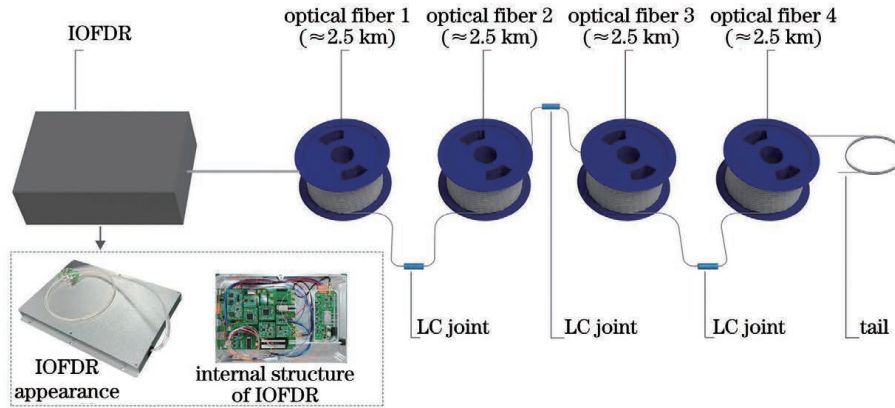 IOFDR
optical fiber 1
(≈2.5 km)
optical fiber 2
(≈2.5 km)
optical fiber 3
(≈2.5 km)
optical fiber 4
(≈2.5 km)
LC joint
LC joint
LC joint
tail
IOFDR
appearance
internal structure
of IOFDR